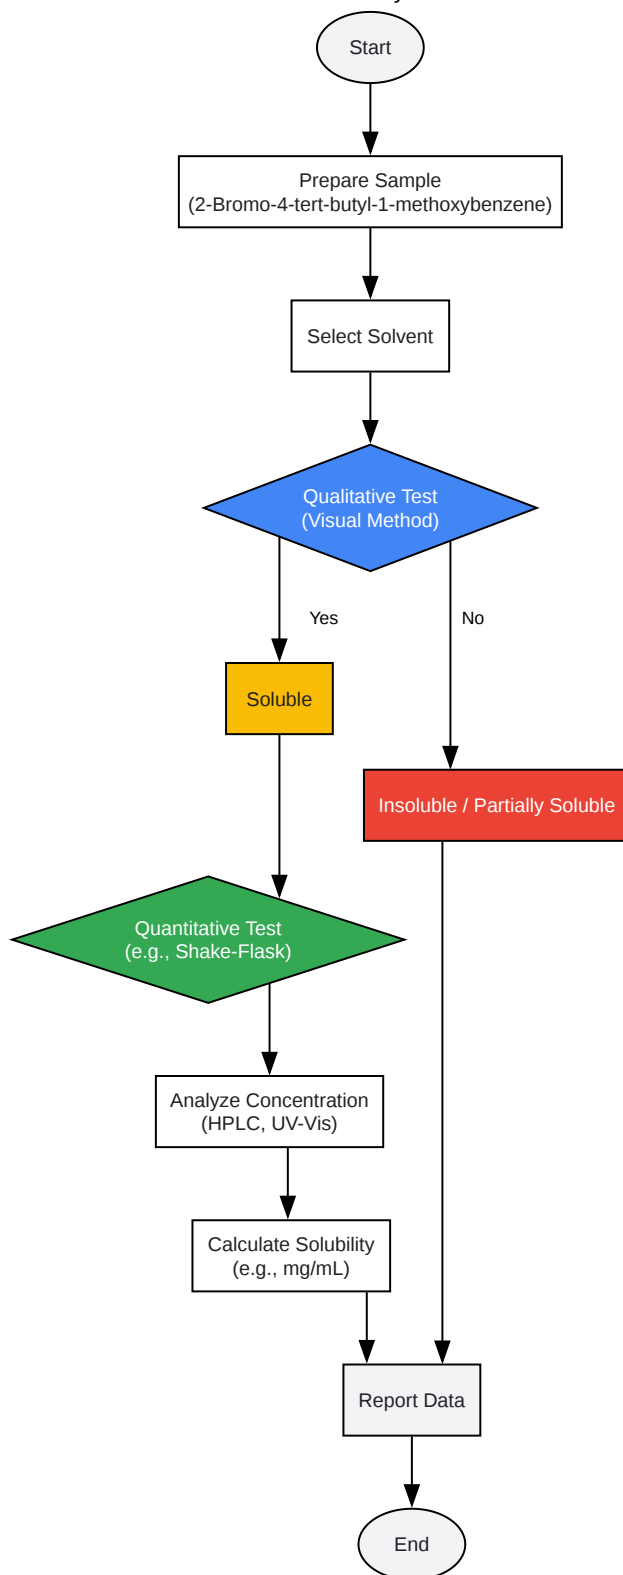 Start
Prepare Sample
(2-Bromo-4-tert-butyl-1-methoxybenzene)
Select Solvent
Qualitative Test
(Visual Method)
Yes
No
Soluble
Insoluble / Partially Soluble
Quantitative Test
(e.g., Shake-Flask)
Analyze Concentration
(HPLC, UV-Vis)
Calculate Solubility
(e.g., mg/mL)
Report Data
End